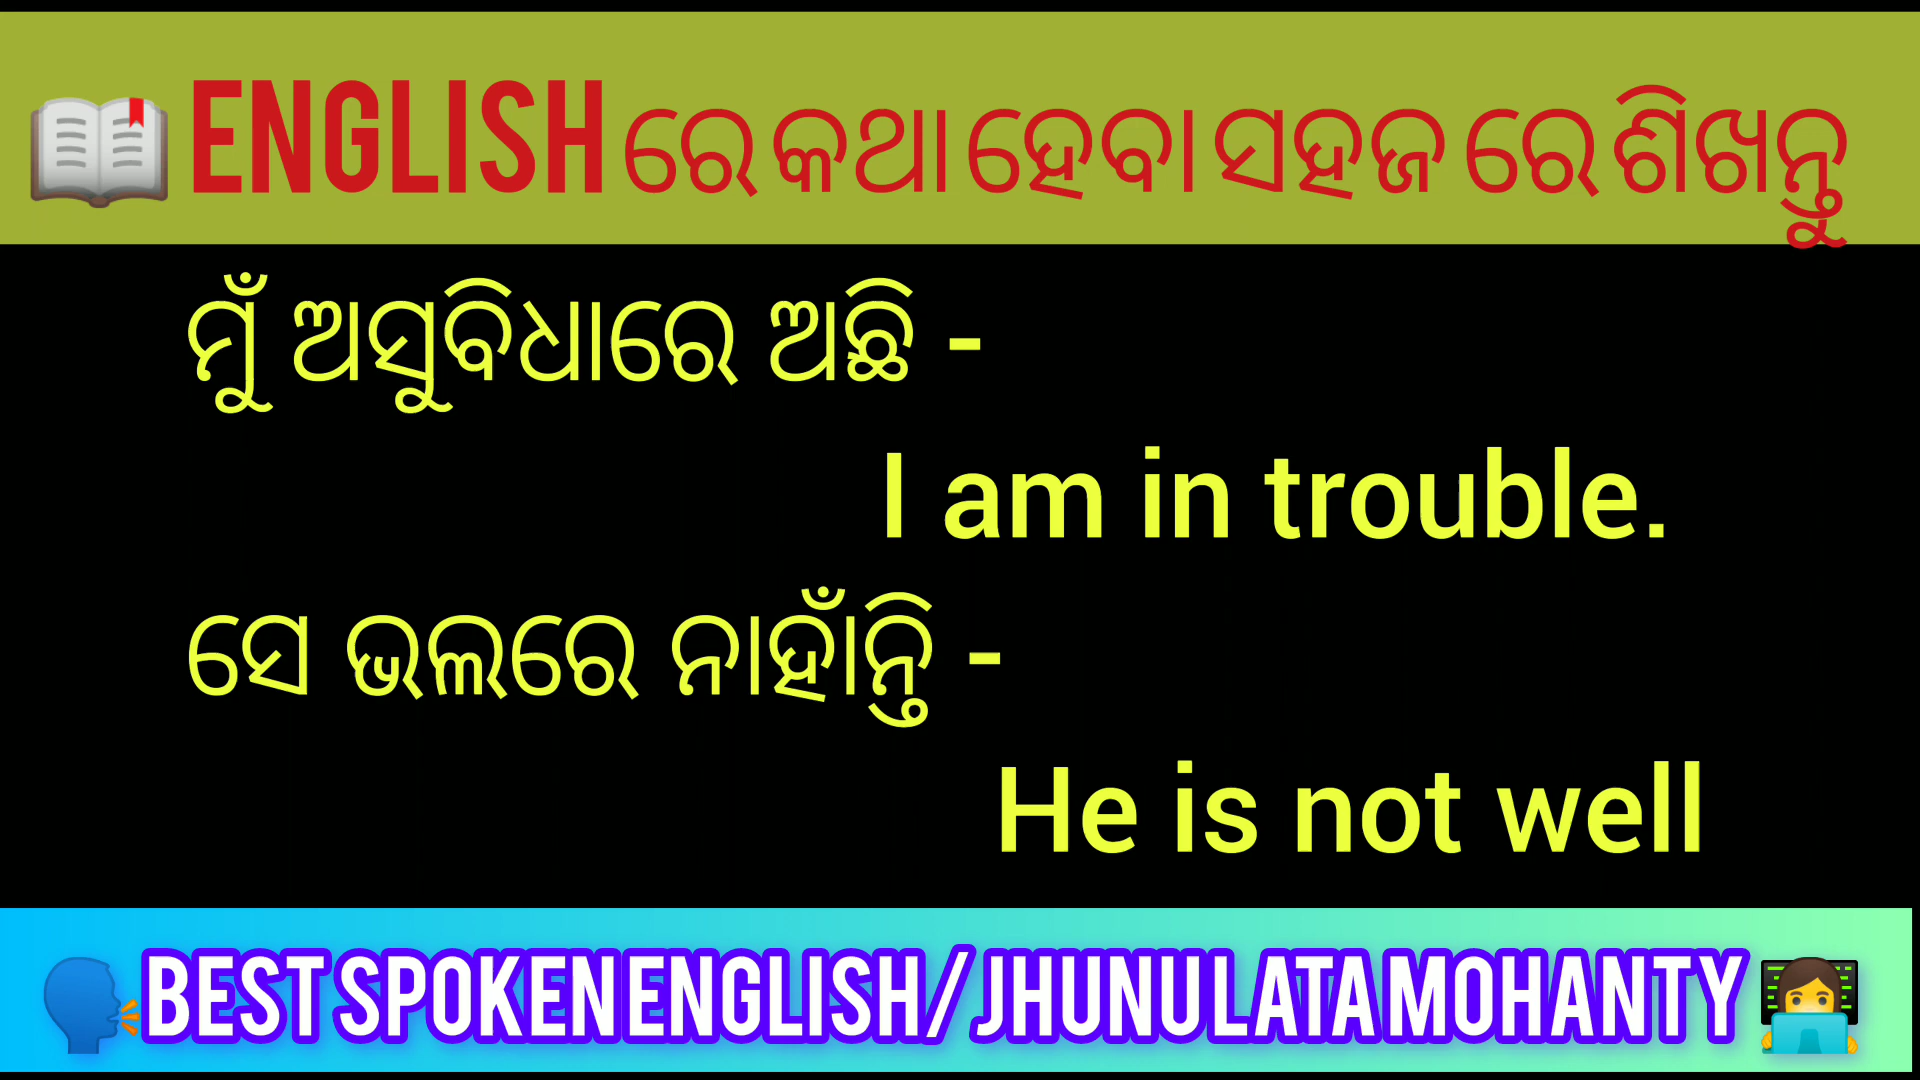 ENGLISH ରେ କଥା ହେବା ସହଜ ରେ ଶିଖନ୍ତୁ
ମୁଁ ଅସୁବିଧାରେ ଅଛି -
I am in trouble.
ସେ ଭଲରେ ନାହାଁନ୍ତି -
He is not well
BEST SPOKEN ENGLISH/JHUNULATA MOHANTY